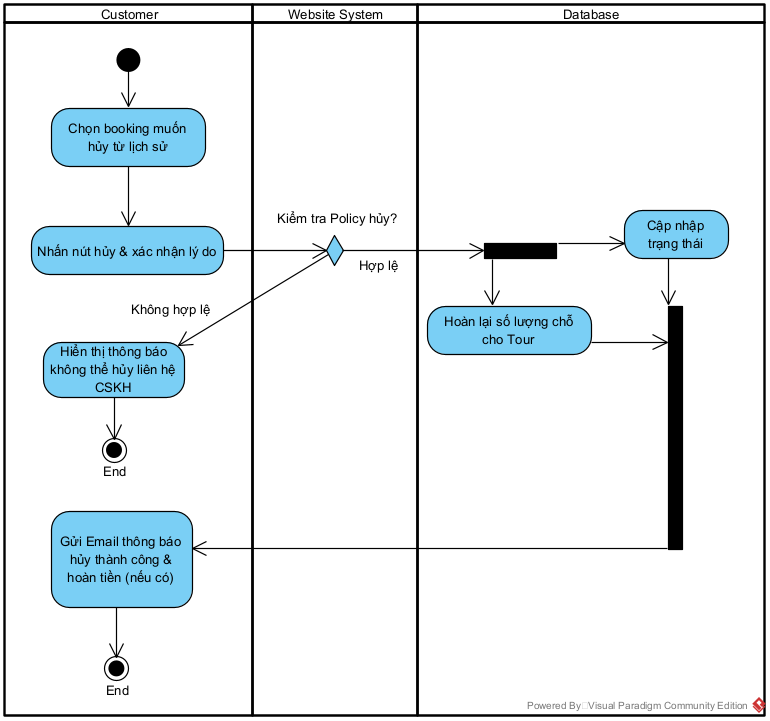 Customer
Website System
Database
Chọn booking muốn
hủy từ lịch sử
Kiểm tra Policy hủy?
Cập nhập
trạng thái
Nhấn nút hủy & xác nhận lý do
Hợp lệ
Không hợp lệ
Hoàn lại số lượng chỗ
cho Tour
Hiển thị thông báo
không thể hủy liên hệ
CSKH
End
Gửi Email thông báo
hủy thành công &
hoàn tiền (nếu có)
End
Powered By Visual Paradigm Community Edition